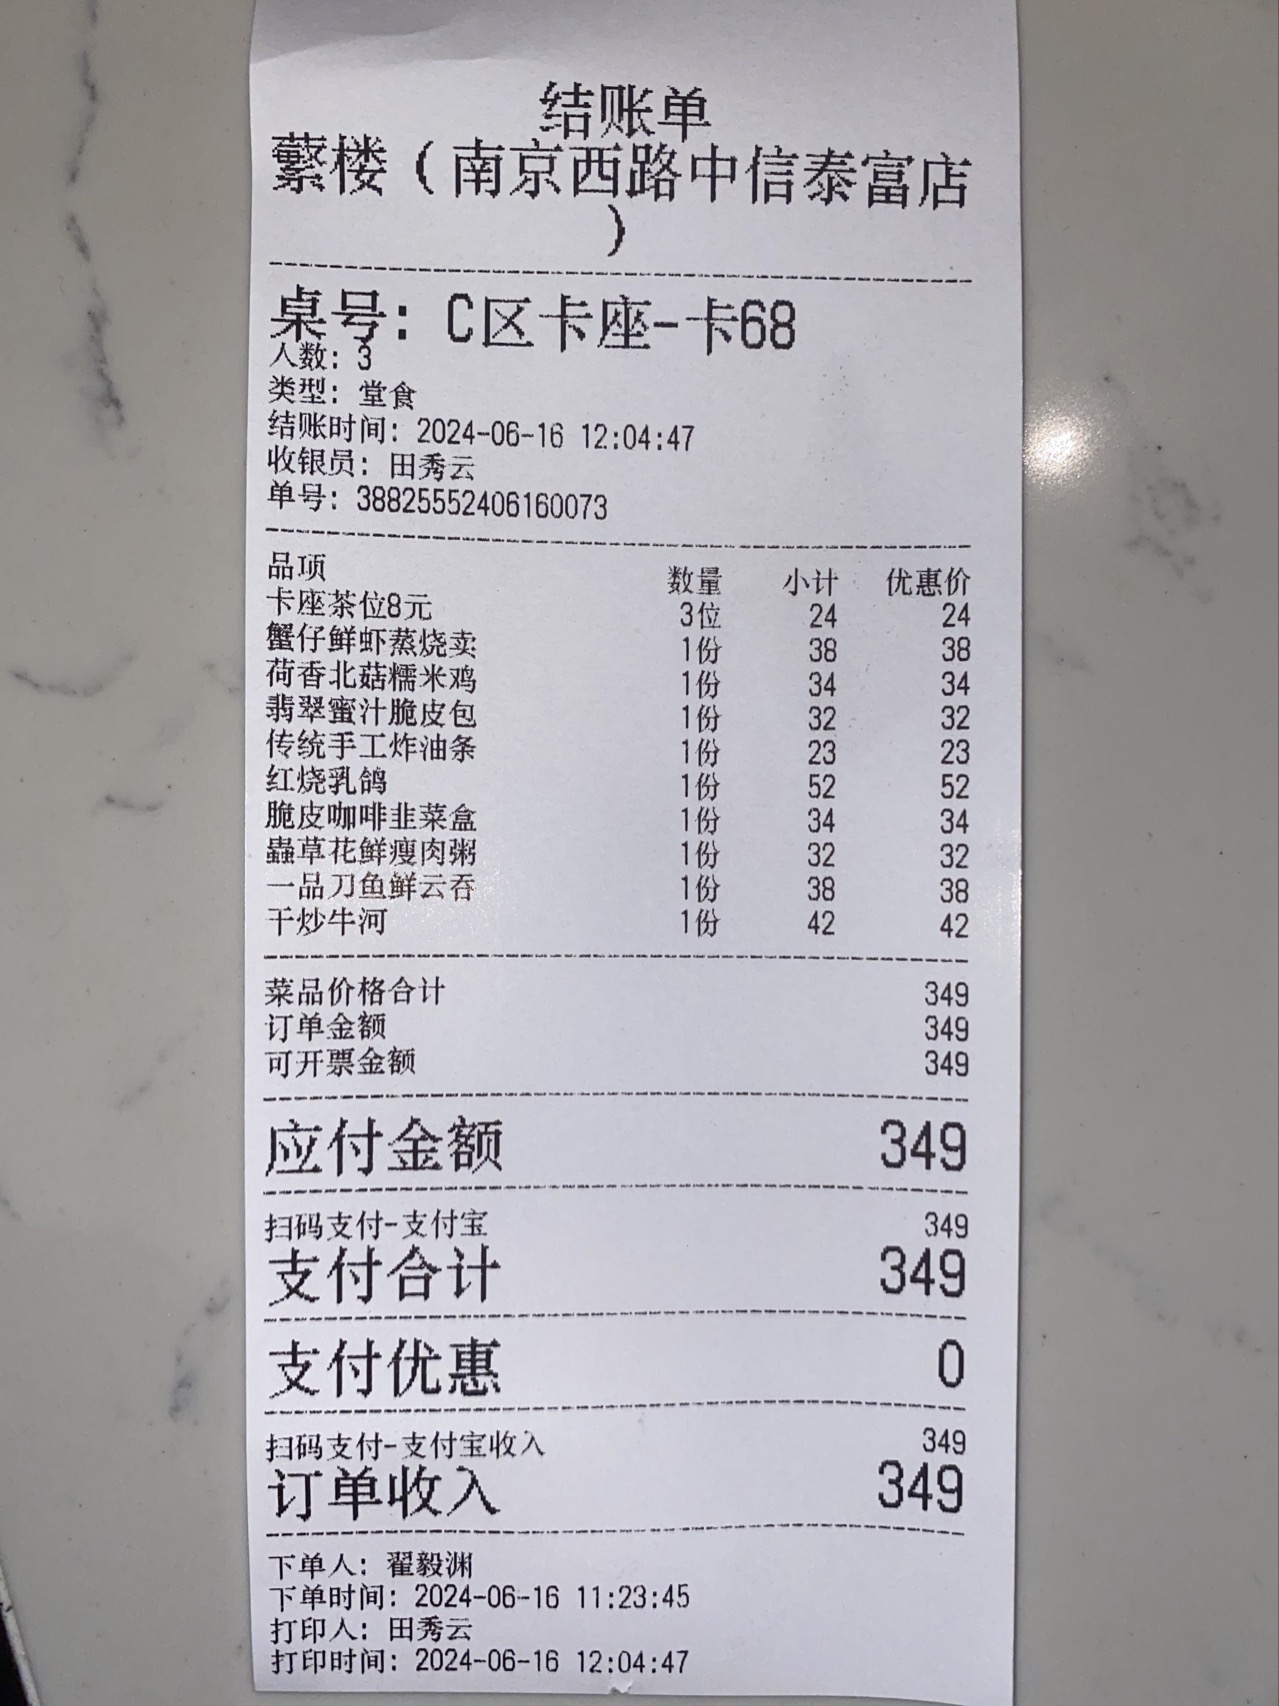 结账单
蘩楼（南京西路中信泰富店
）
桌号：C区卡座-卡68
人数：3
类型：堂食
结账时间：2024-06-16 12:04:47
收银员：田秀云
单号：38825552406160073
品项 数量 小计 优惠价
卡座茶位8元 3位 24 24
蟹仔鲜虾蒸烧卖 1份 38 38
荷香北菇糯米鸡 1份 34 34
翡翠蜜汁脆皮包 1份 32 32
传统手工炸油条 1份 23 23
红烧乳鸽 1份 52 52
脆皮咖啡韭菜盒 1份 34 34
蟲草花鲜瘦肉粥 1份 32 32
一品刀鱼鲜云吞 1份 38 38
干炒牛河 1份 42 42
菜品价格合计 349
订单金额 349
可开票金额 349
应付金额 349
扫码支付-支付宝 349
支付合计 349
支付优惠 0
扫码支付-支付宝收入 349
订单收入 349
下单人：翟毅渊
下单时间：2024-06-16 11:23:45
打印人：田秀云
打印时间：2024-06-16 12:04:47